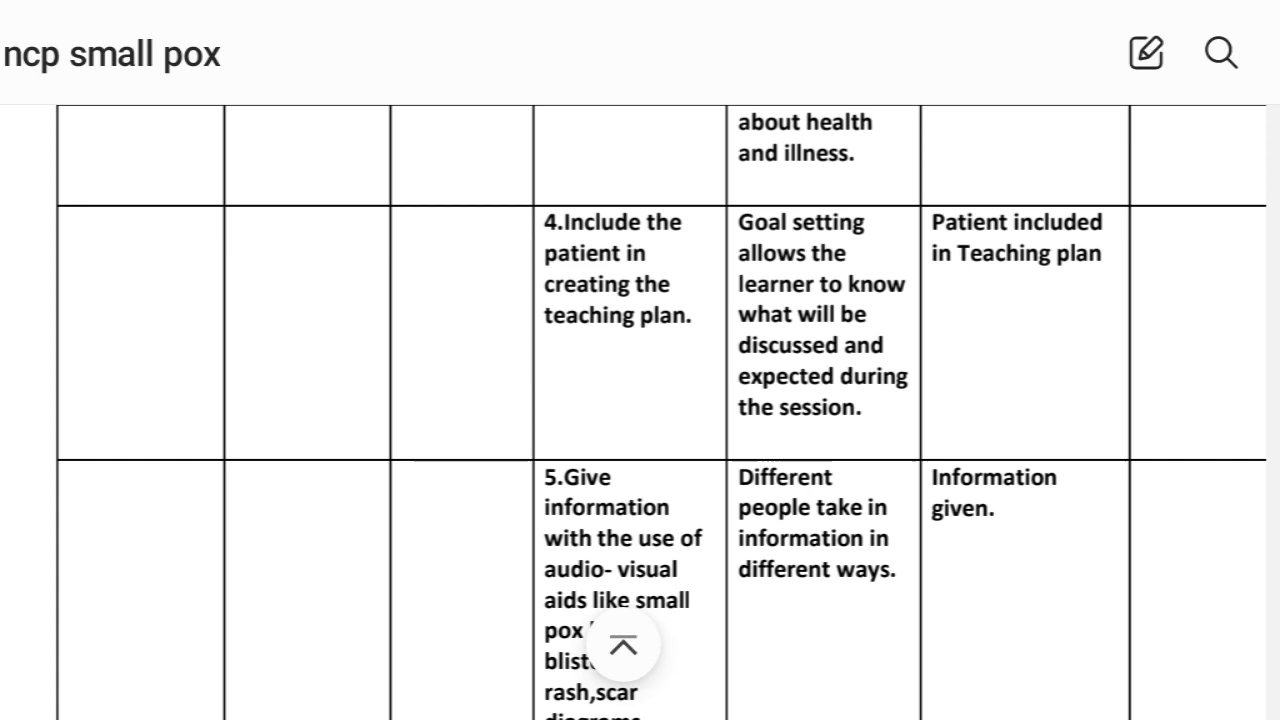 ncp small pox
about health
and illness.
4.Include the
patient in
creating the
teaching plan.
Goal setting
allows the
learner to know
what will be
discussed and
expected during
the session.
Patient included
in Teaching plan
5.Give
information
with the use of
audio- visual
aids like small
pox
rash,scar
Different
people take in
information in
different ways.
Information
given.